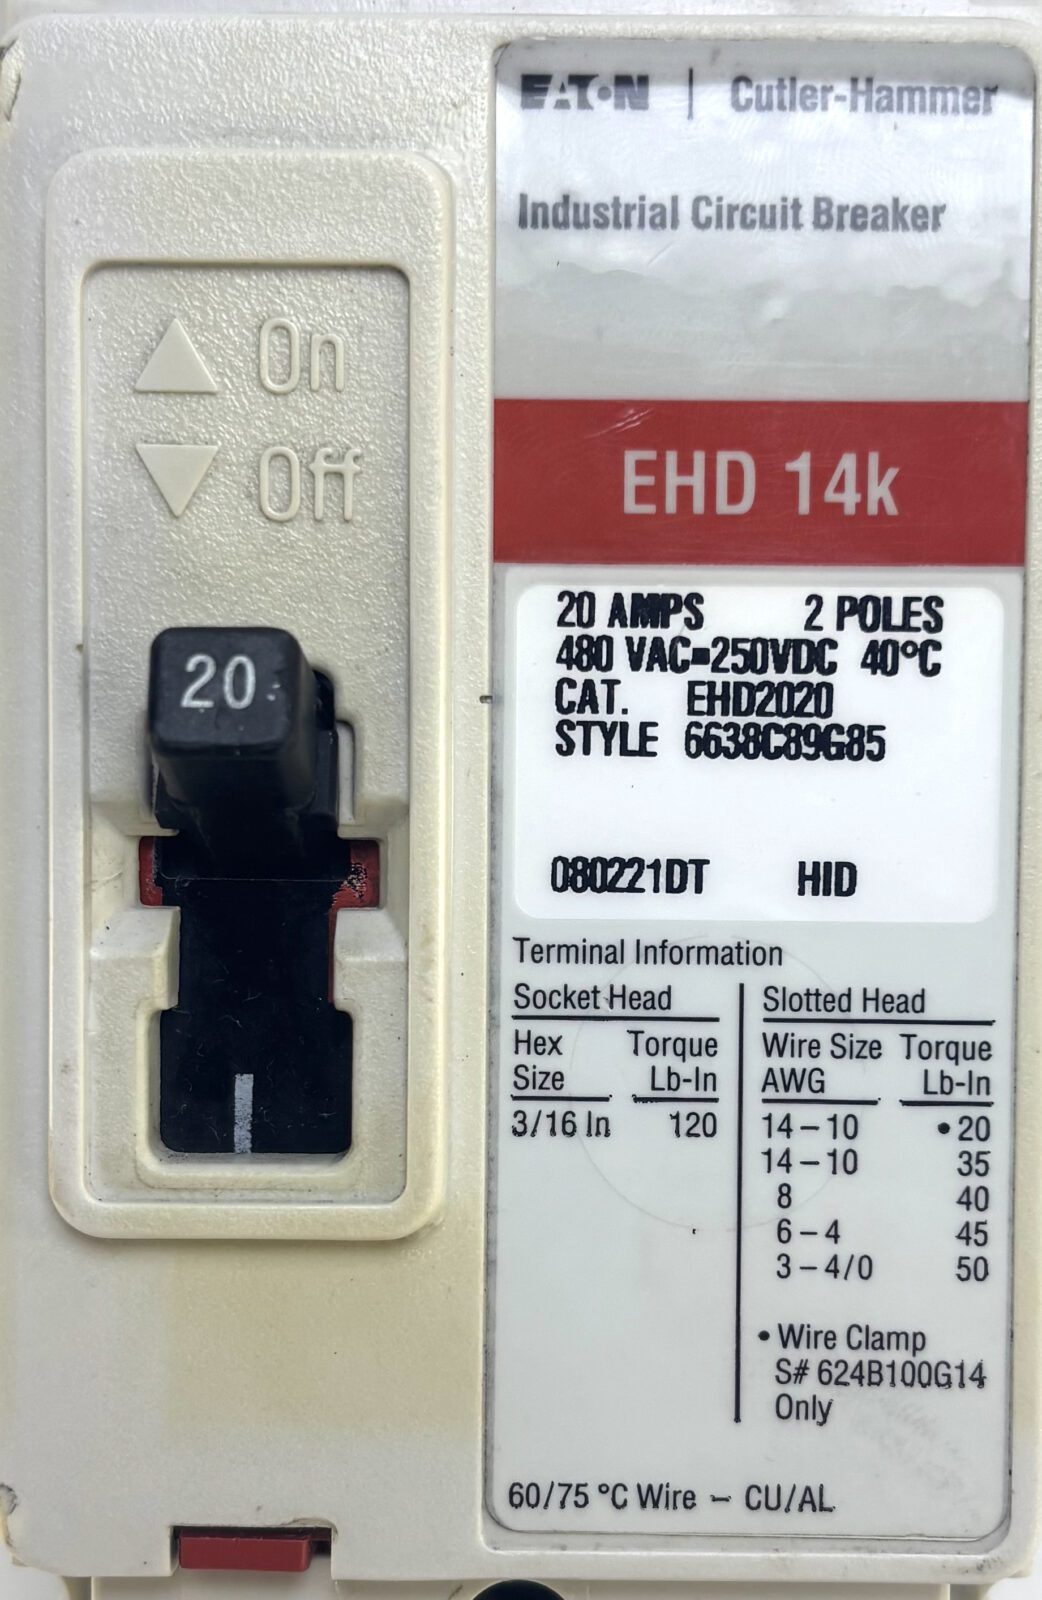 EATON | Cutler-Hammer
Industrial Circuit Breaker
On
Off
EHD 14k
20
20 AMPS 2 POLES
480 VAC=250VDC 40°C
CAT. EHD2020
STYLE 6638C89G85
080221DT HID
Terminal Information
Socket Head
Hex Torque
Size Lb-In
3/16 In 120
Slotted Head
Wire Size Torque
AWG Lb-In
14 – 10 • 20
14 – 10 35
8 40
6 – 4 45
3 – 4/0 50
• Wire Clamp
S# 624B100G14
Only
60/75 °C Wire – CU/AL